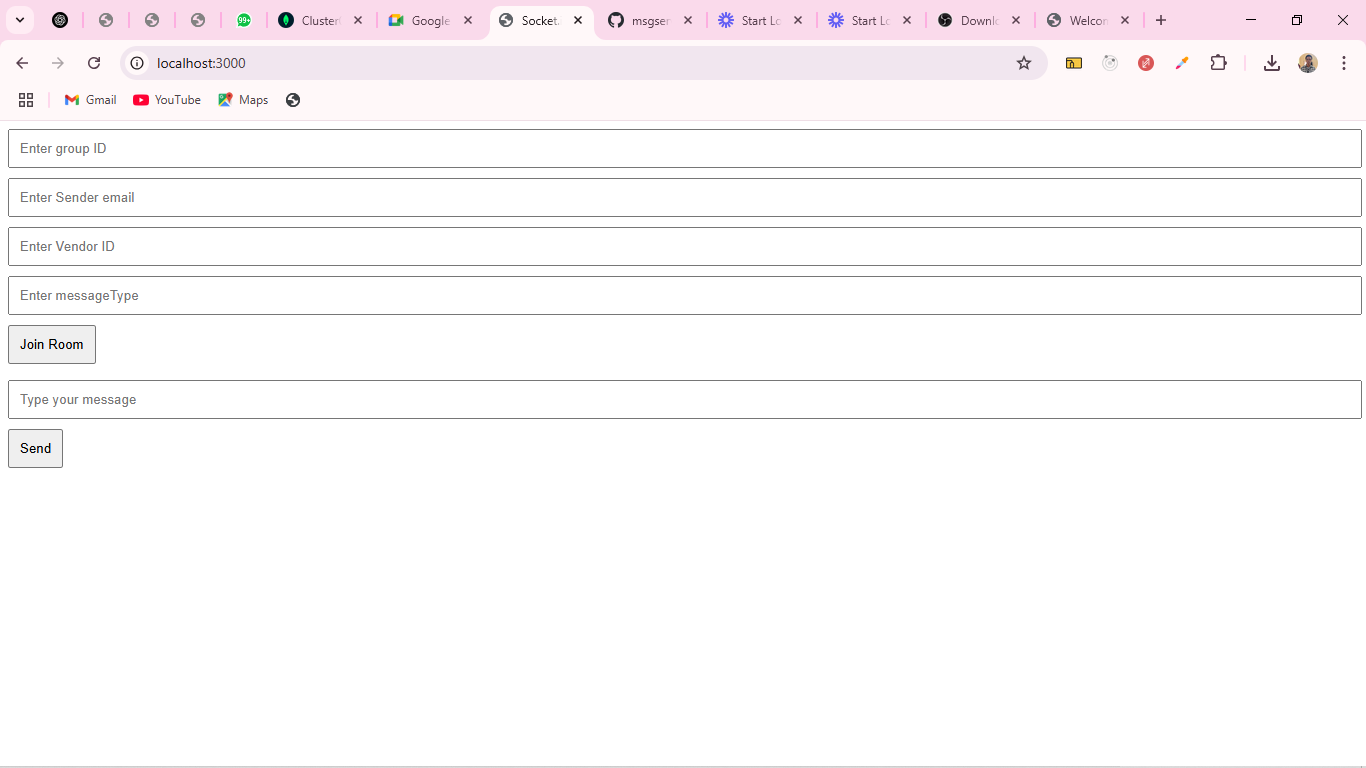 99+
Cluster
Google
Socket.
msgser
Start Lo
Start Lo
Downlo
Welcon
localhost:3000
Gmail
YouTube
Maps
Enter group ID
Enter Sender email
Enter Vendor ID
Enter messageType
Join Room
Type your message
Send